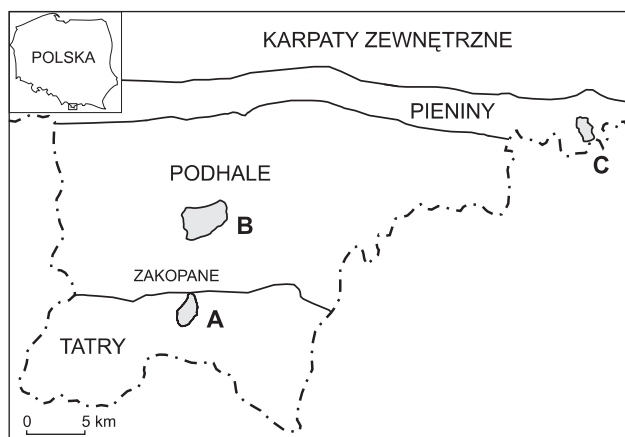 POLSKA
KARPATY ZEWNĘTRZNE
PIENINY
C
PODHALE
B
ZAKOPANE
A
TATRY
0 5 km